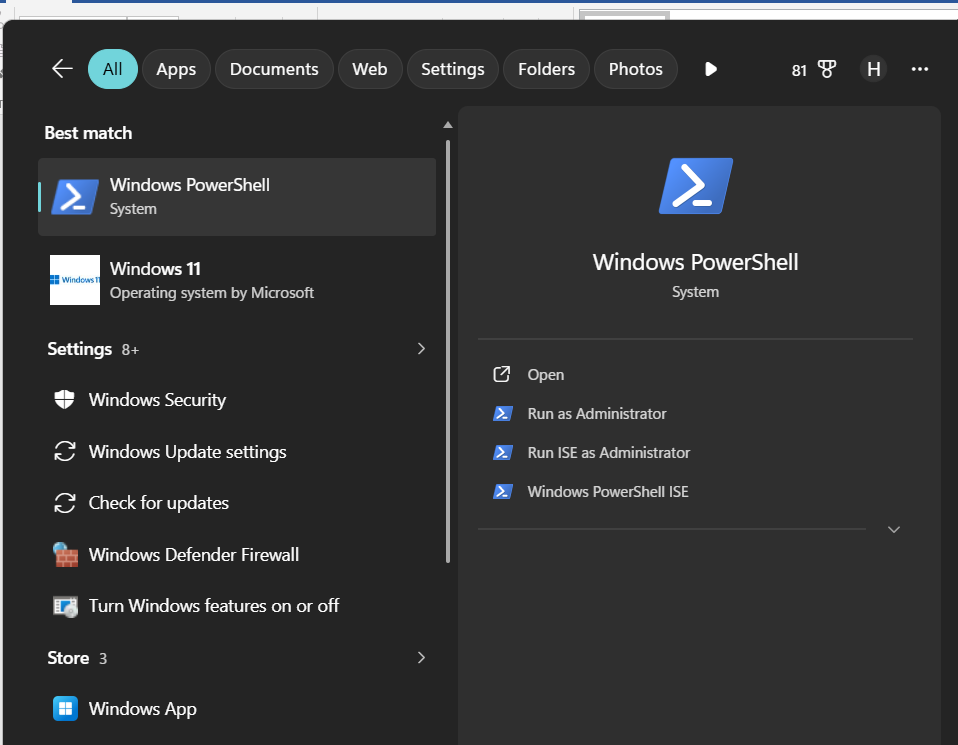 All
Apps
Documents
Web
Settings
Folders
Photos
81
H
Best match
Windows PowerShell
System
Windows 11
Windows 11
Operating system by Microsoft
Settings 8+
Windows Security
Windows Update settings
Check for updates
Windows Defender Firewall
Turn Windows features on or off
Store 3
Windows App
Windows PowerShell
System
Open
Run as Administrator
Run ISE as Administrator
Windows PowerShell ISE